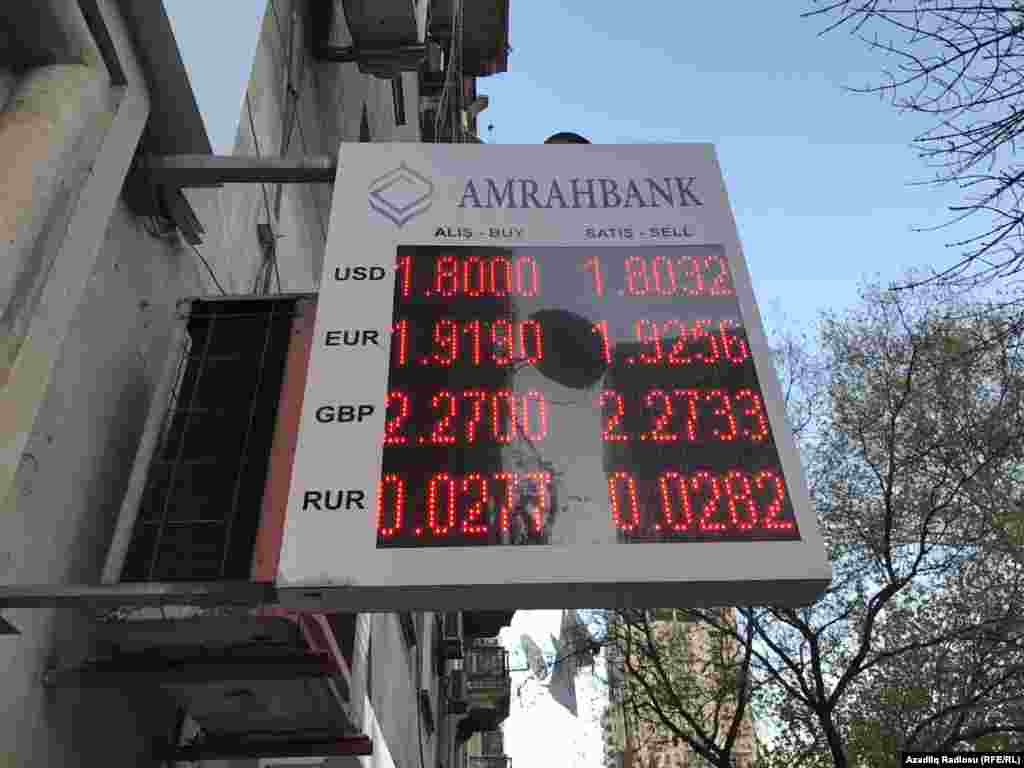 AMRAHBANK
ALIŞ - BUY SATIŞ - SELL
USD 1.8000 1.8032
EUR 1.9190 1.9256
GBP 2.2700 2.2733
RUR 0.0277 0.0282
Azadliq Radiosu (RFE/RL)